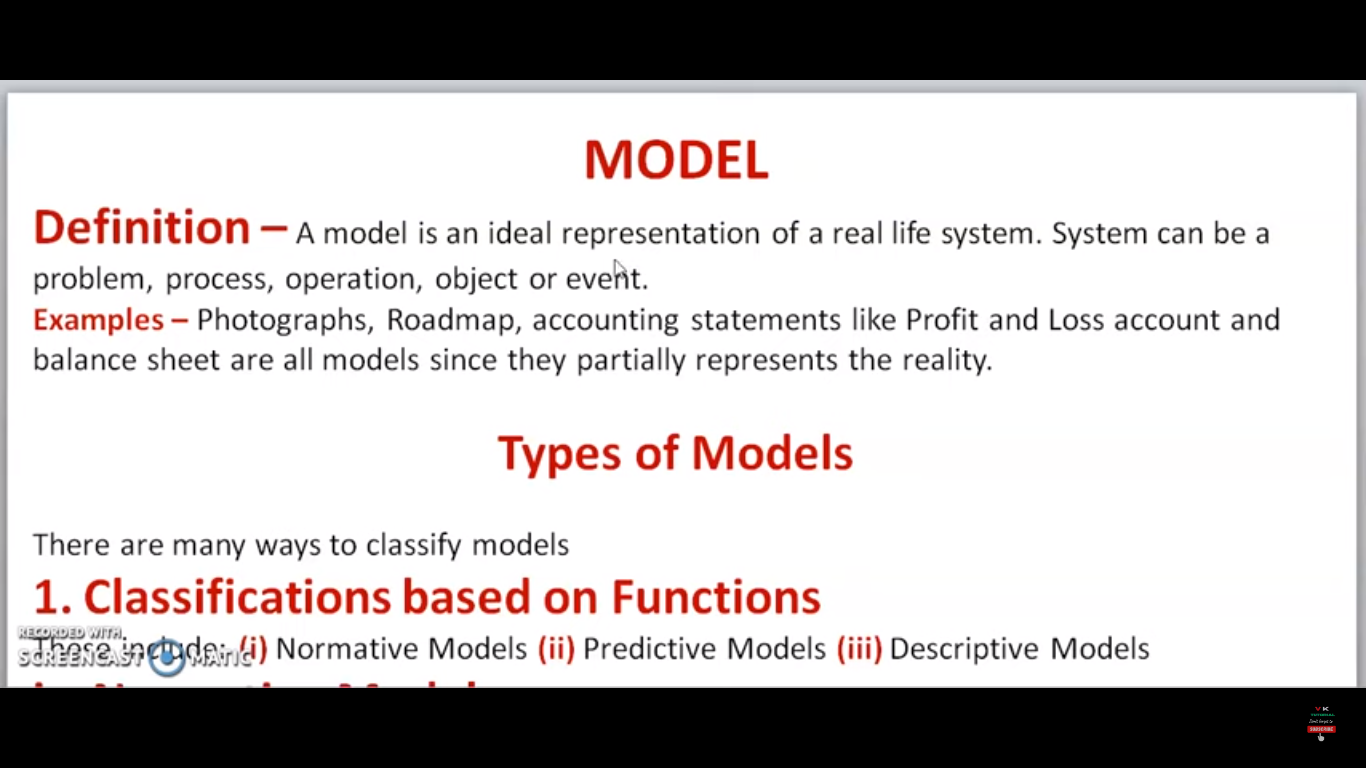 MODEL
Definition – A model is an ideal representation of a real life system. System can be a
problem, process, operation, object or event.
Examples – Photographs, Roadmap, accounting statements like Profit and Loss account and
balance sheet are all models since they partially represents the reality.
Types of Models
There are many ways to classify models
1. Classifications based on Functions
RECORDED WITH
Those include: (i) Normative Models (ii) Predictive Models (iii) Descriptive Models
SCREENCAST MATIC
VK
TUTORIAL
SUBSCRIBE